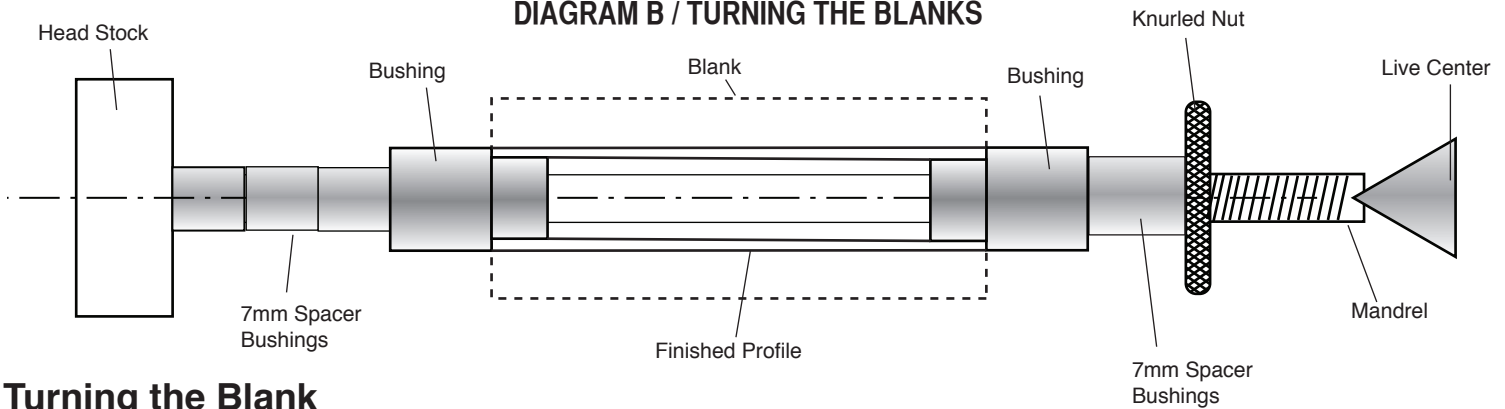 DIAGRAM B / TURNING THE BLANKS
Head Stock
Bushing
Blank
Bushing
Knurled Nut
Live Center
7mm Spacer
Bushings
Finished Profile
Mandrel
7mm Spacer
Bushings
Turning the Blank